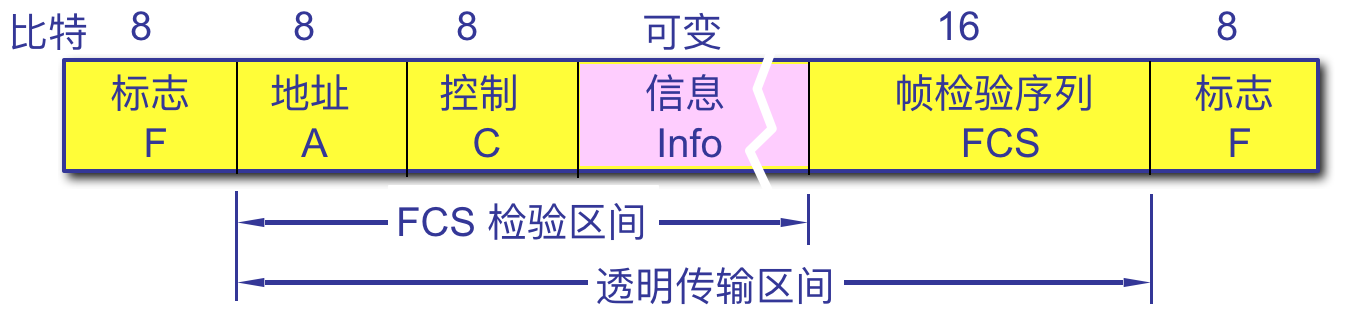 比特 8 8 8 可变 16 8
标志 地址 控制 信息 帧检验序列 标志
F A C Info FCS F
FCS 检验区间
透明传输区间